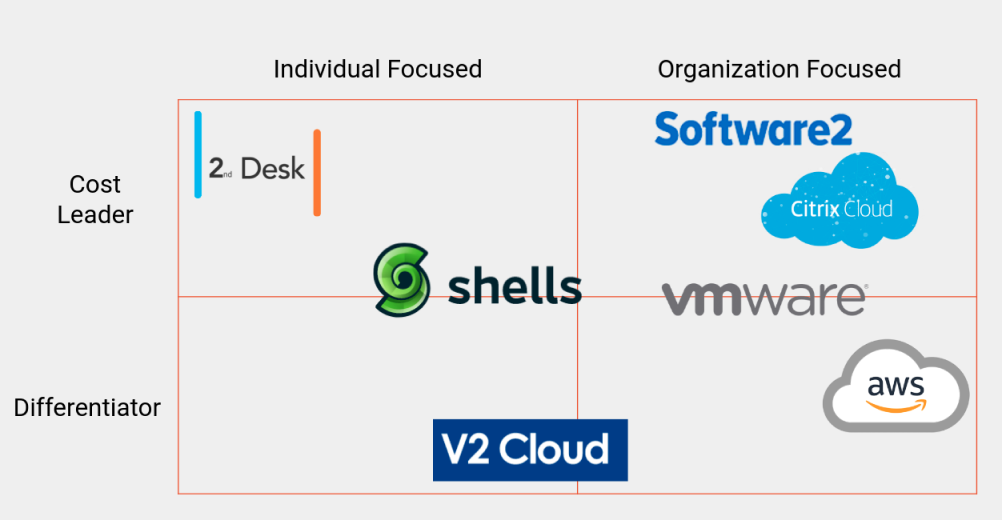 Individual Focused
Organization Focused
Cost
Leader
2nd Desk
Software2
Citrix Cloud
shells
vmware®
Differentiator
aws
V2 Cloud